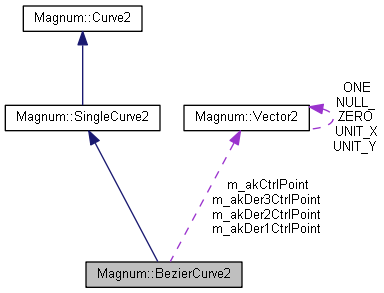 Magnum::Curve2
Magnum::SingleCurve2
Magnum::Vector2
ONE
NULL_
ZERO
UNIT_X
UNIT_Y
m_akCtrlPoint
m_akDer3CtrlPoint
m_akDer2CtrlPoint
m_akDer1CtrlPoint
Magnum::BezierCurve2